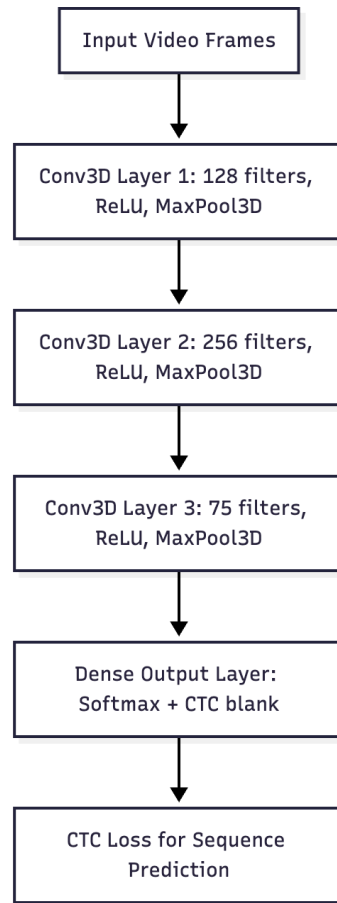 Input Video Frames
Conv3D Layer 1: 128 filters,
ReLU, MaxPool3D
Conv3D Layer 2: 256 filters,
ReLU, MaxPool3D
Conv3D Layer 3: 75 filters,
ReLU, MaxPool3D
Dense Output Layer:
Softmax + CTC blank
CTC Loss for Sequence
Prediction